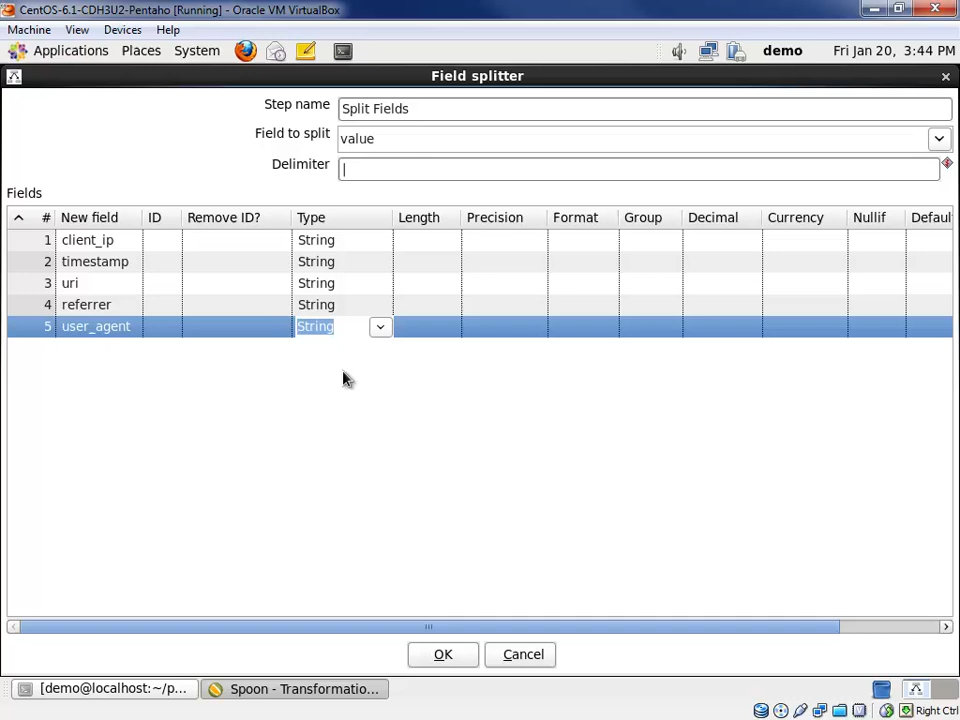 CentOS-6.1-CDH3U2-Pentaho [Running] - Oracle VM VirtualBox
Machine View Devices Help
Applications Places System demo Fri Jan 20, 3:44 PM
Field splitter
Step name Split Fields
Field to split value
Delimiter |
Fields
# New field ID Remove ID? Type Length Precision Format Group Decimal Currency Nullif Defaul
1 client_ip String
2 timestamp String
3 uri String
4 referrer String
5 user_agent String
OK Cancel
[demo@localhost:~/p... Spoon - Transformatio...
Right Ctrl